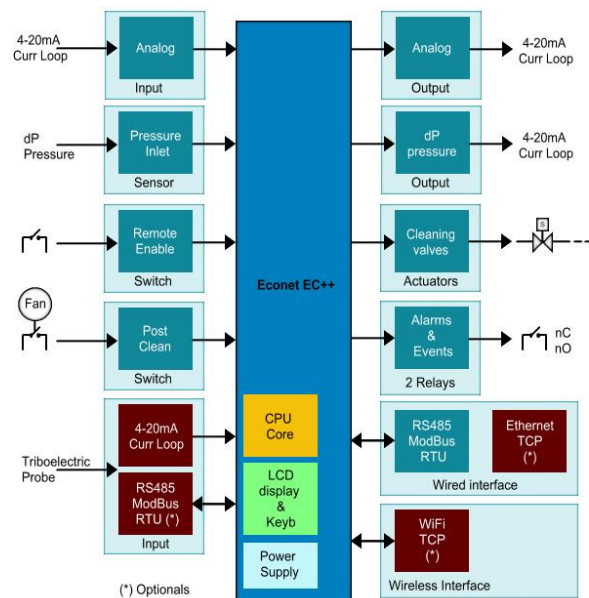 4-20mA
Curr Loop
Analog
Input
dP
Pressure
Pressure
Inlet
Sensor
Remote
Enable
Switch
Fan
Post
Clean
Switch
Triboelectric
Probe
4-20mA
Curr Loop
RS485
ModBus
RTU (*)
Input
(*) Optionals
Econet EC++
CPU
Core
LCD
display
&
Keyb
Power
Supply
Analog
Output
4-20mA
Curr Loop
dP
pressure
Output
4-20mA
Curr Loop
Cleaning
valves
Actuators
S
Alarms
&
Events
2 Relays
nC
nO
RS485
ModBus
RTU
Ethernet
TCP
(*)
Wired interface
WiFi
TCP
(*)
Wireless Interface